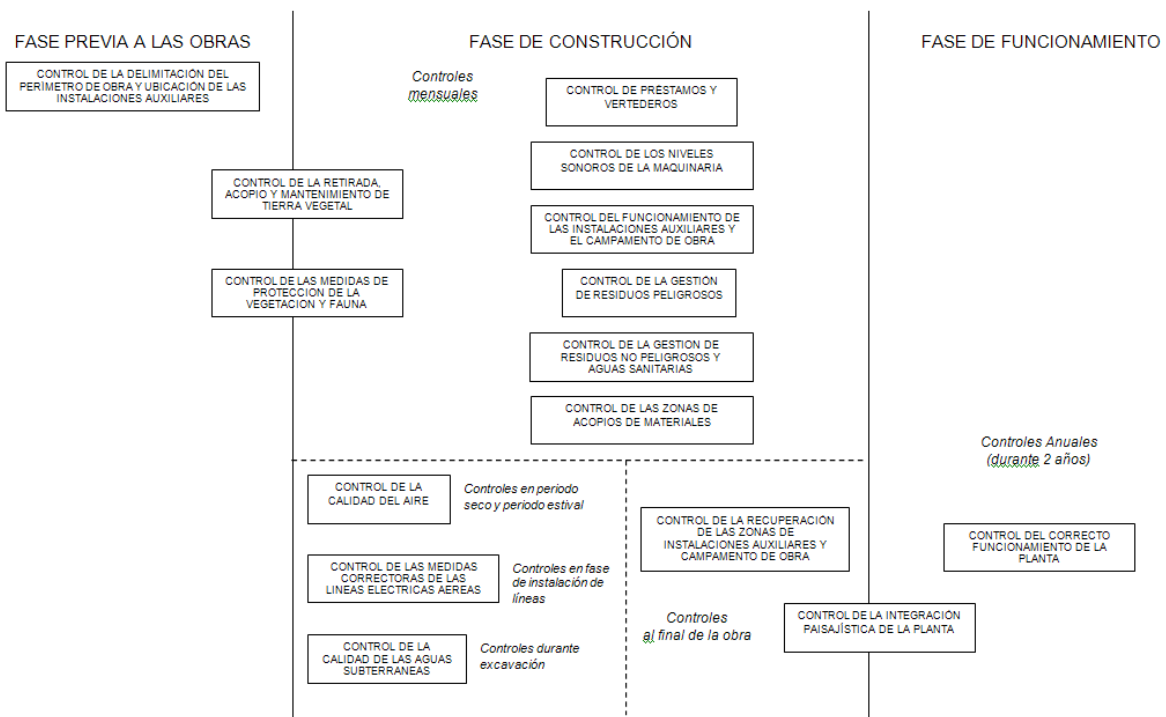 FASE PREVIA A LAS OBRAS
CONTROL DE LA DELIMITACIÓN DEL
PERÍMETRO DE OBRA Y UBICACIÓN DE LAS
INSTALACIONES AUXILIARES
FASE DE CONSTRUCCIÓN
Controles
mensuales
CONTROL DE PRÉSTAMOS Y
VERTEDEROS
CONTROL DE LOS NIVELES
SONOROS DE LA MAQUINARIA
CONTROL DE LA RETIRADA,
ACOPIO Y MANTENIMIENTO DE
TIERRA VEGETAL
CONTROL DEL FUNCIONAMIENTO DE
LAS INSTALACIONES AUXILIARES Y
EL CAMPAMENTO DE OBRA
CONTROL DE LAS MEDIDAS DE
PROTECCION DE LA
VEGETACION Y FAUNA
CONTROL DE LA GESTIÓN
DE RESIDUOS PELIGROSOS
CONTROL DE LA GESTION DE
RESIDUOS NO PELIGROSOS Y
AGUAS SANITARIAS
CONTROL DE LAS ZONAS DE
ACOPIOS DE MATERIALES
CONTROL DE LA
CALIDAD DEL AIRE
Controles en periodo
seco y periodo estival
CONTROL DE LAS MEDIDAS
CORRECTORAS DE LAS
LINEAS ELECTRICAS AEREAS
Controles en fase
de instalación de
líneas
CONTROL DE LA
CALIDAD DE LAS AGUAS
SUBTERRANEAS
Controles durante
excavación
CONTROL DE LA RECUPERACIÓN
DE LAS ZONAS DE
INSTALACIONES AUXILIARES Y
CAMPAMENTO DE OBRA
Controles
al final de la obra
CONTROL DE LA INTEGRACIÓN
PAISAJÍSTICA DE LA PLANTA
FASE DE FUNCIONAMIENTO
Controles Anuales
(durante 2 años)
CONTROL DEL CORRECTO
FUNCIONAMIENTO DE LA
PLANTA